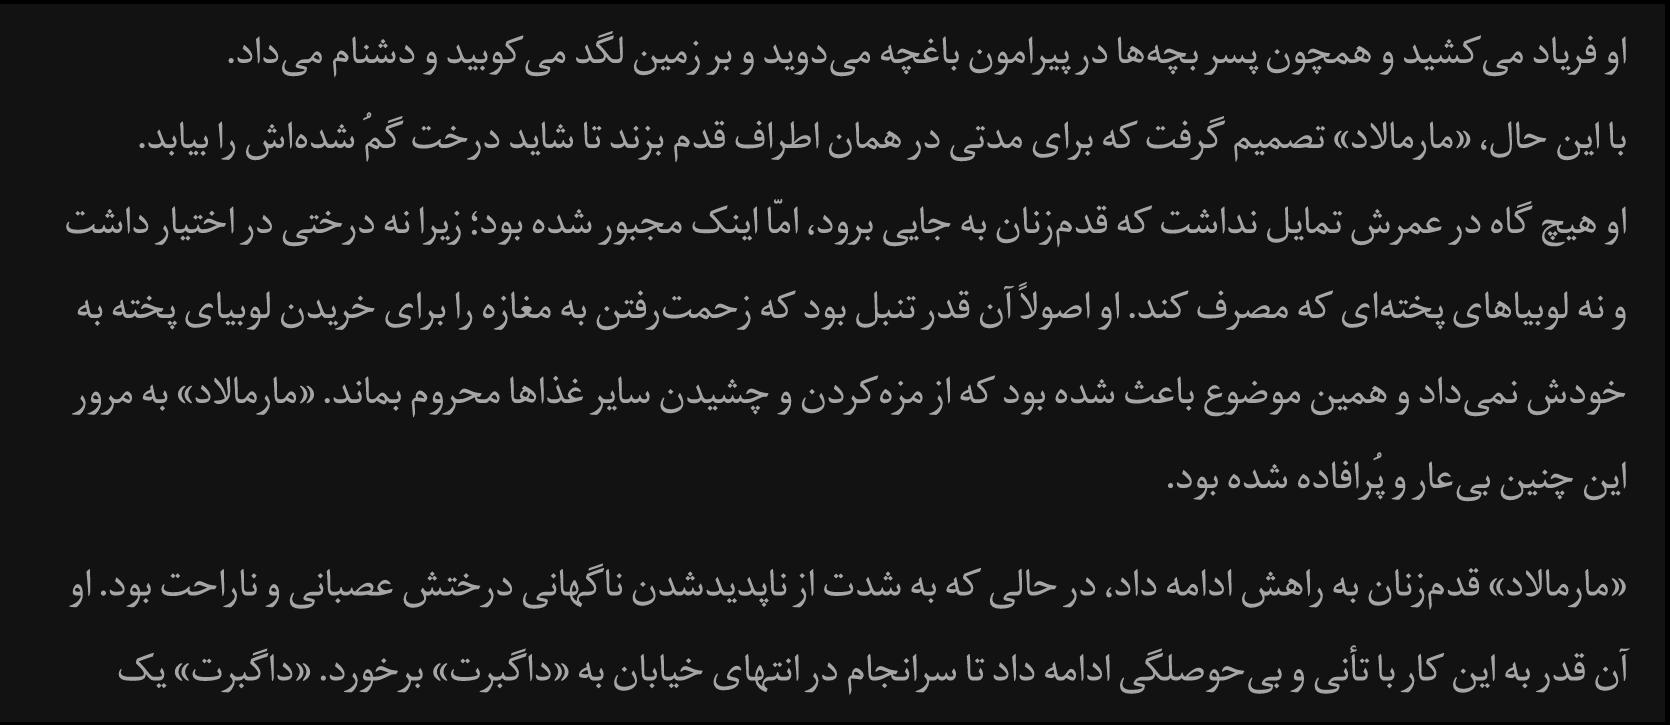 او فریاد می‌کشید و همچون پسر بچه‌ها در پیرامون باغچه می‌دوید و بر زمین لگد می‌کوبید و دشنام می‌داد.
با این حال، «مارمالاد» تصمیم گرفت که برای مدتی در همان اطراف قدم بزند تا شاید درخت گمُ شده‌اش را بیابد.
او هیچ گاه در عمرش تمایل نداشت که قدم‌زنان به جایی برود، امّا اینک مجبور شده بود؛ زیرا نه درختی در اختیار داشت
و نه لوبیاهای پخته‌ای که مصرف کند. او اصولاً آن قدر تنبل بود که زحمت‌رفتن به مغازه را برای خریدن لوبیای پخته به
خودش نمی‌داد و همین موضوع باعث شده بود که از مزه‌کردن و چشیدن سایر غذاها محروم بماند. «مارمالاد» به مرور
این چنین بی‌عار و پُرافاده شده بود.
«مارمالاد» قدم‌زنان به راهش ادامه داد، در حالی که به شدت از ناپدیدشدن ناگهانی درختش عصبانی و ناراحت بود. او
آن قدر به این کار با تأنی و بی‌حوصلگی ادامه داد تا سرانجام در انتهای خیابان به «داگبرت» برخورد. «داگبرت» یک